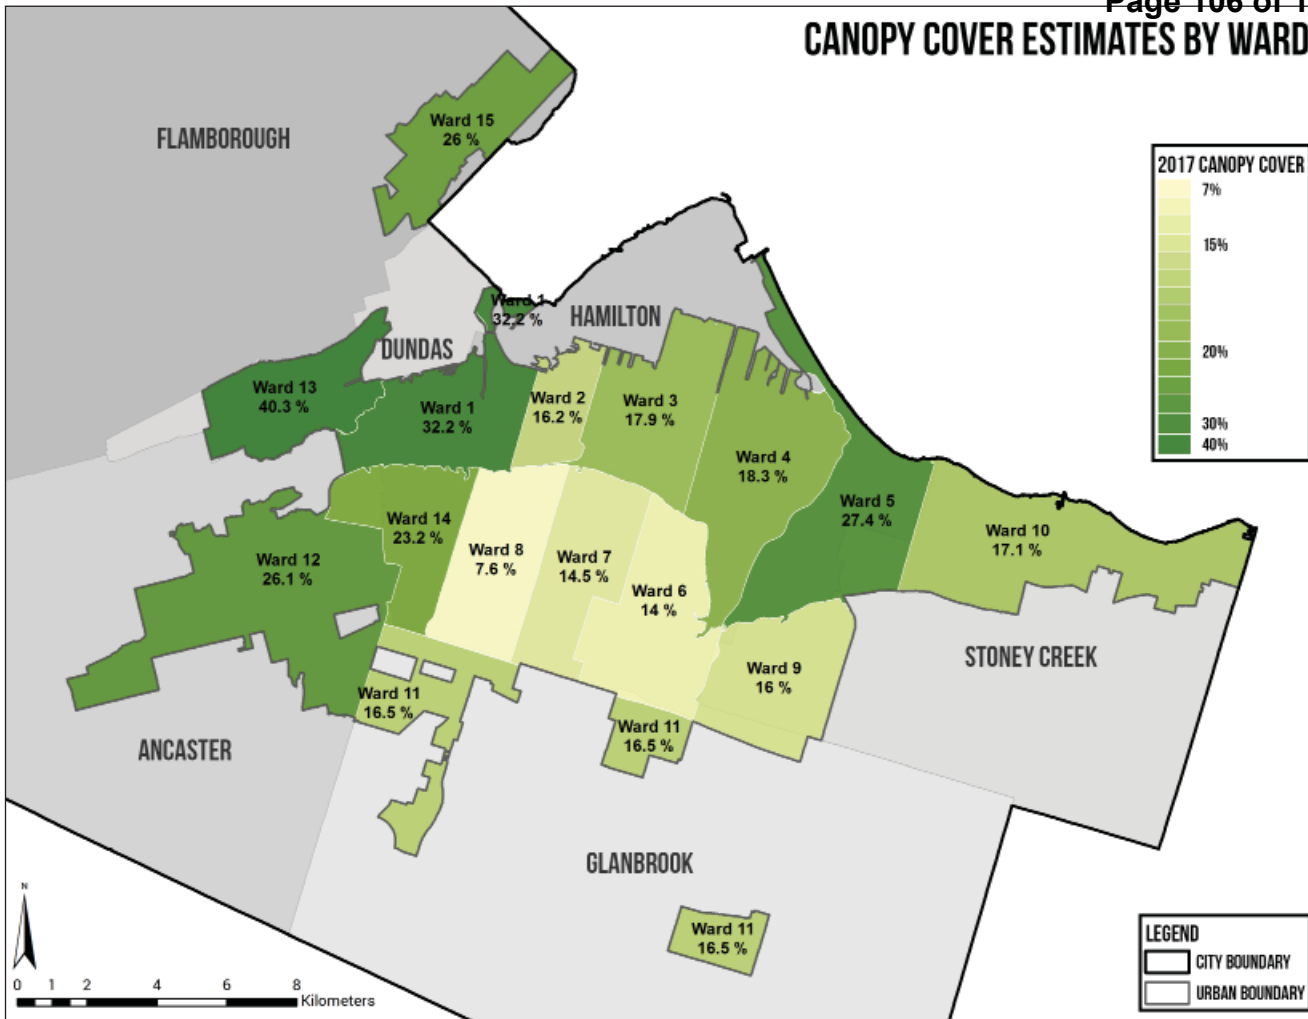 Page 106 of 1
CANOPY COVER ESTIMATES BY WARD
Ward 15
26 %
FLAMBOROUGH
2017 CANOPY COVER
7%
15%
20%
30%
40%
Ward 1
32.2 %
HAMILTON
DUNDAS
Ward 13
40.3 %
Ward 1
32.2 %
Ward 2
16.2 %
Ward 3
17.9 %
Ward 4
18.3 %
Ward 5
27.4 %
Ward 10
17.1 %
Ward 14
23.2 %
Ward 12
26.1 %
Ward 8
7.6 %
Ward 7
14.5 %
Ward 6
14 %
Ward 9
16 %
STONEY CREEK
Ward 11
16.5 %
Ward 11
16.5 %
ANCASTER
GLANBROOK
Ward 11
16.5 %
N
0 1 2 4 6 8
Kilometers
LEGEND
CITY BOUNDARY
URBAN BOUNDARY